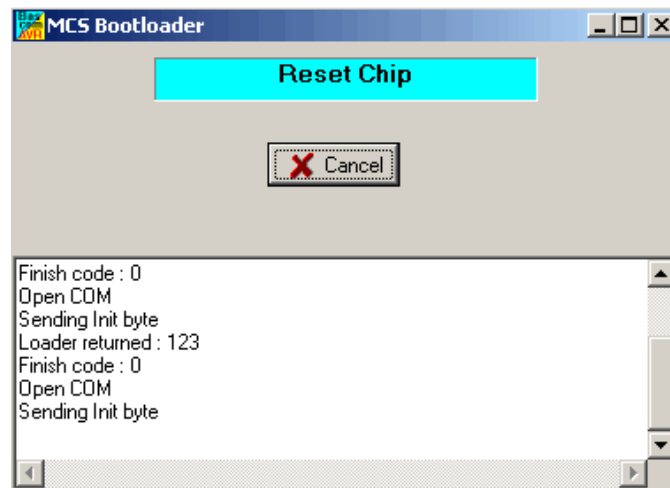 MCS Bootloader
Reset Chip
Cancel
Finish code : 0
Open COM
Sending Init byte
Loader returned : 123
Finish code : 0
Open COM
Sending Init byte